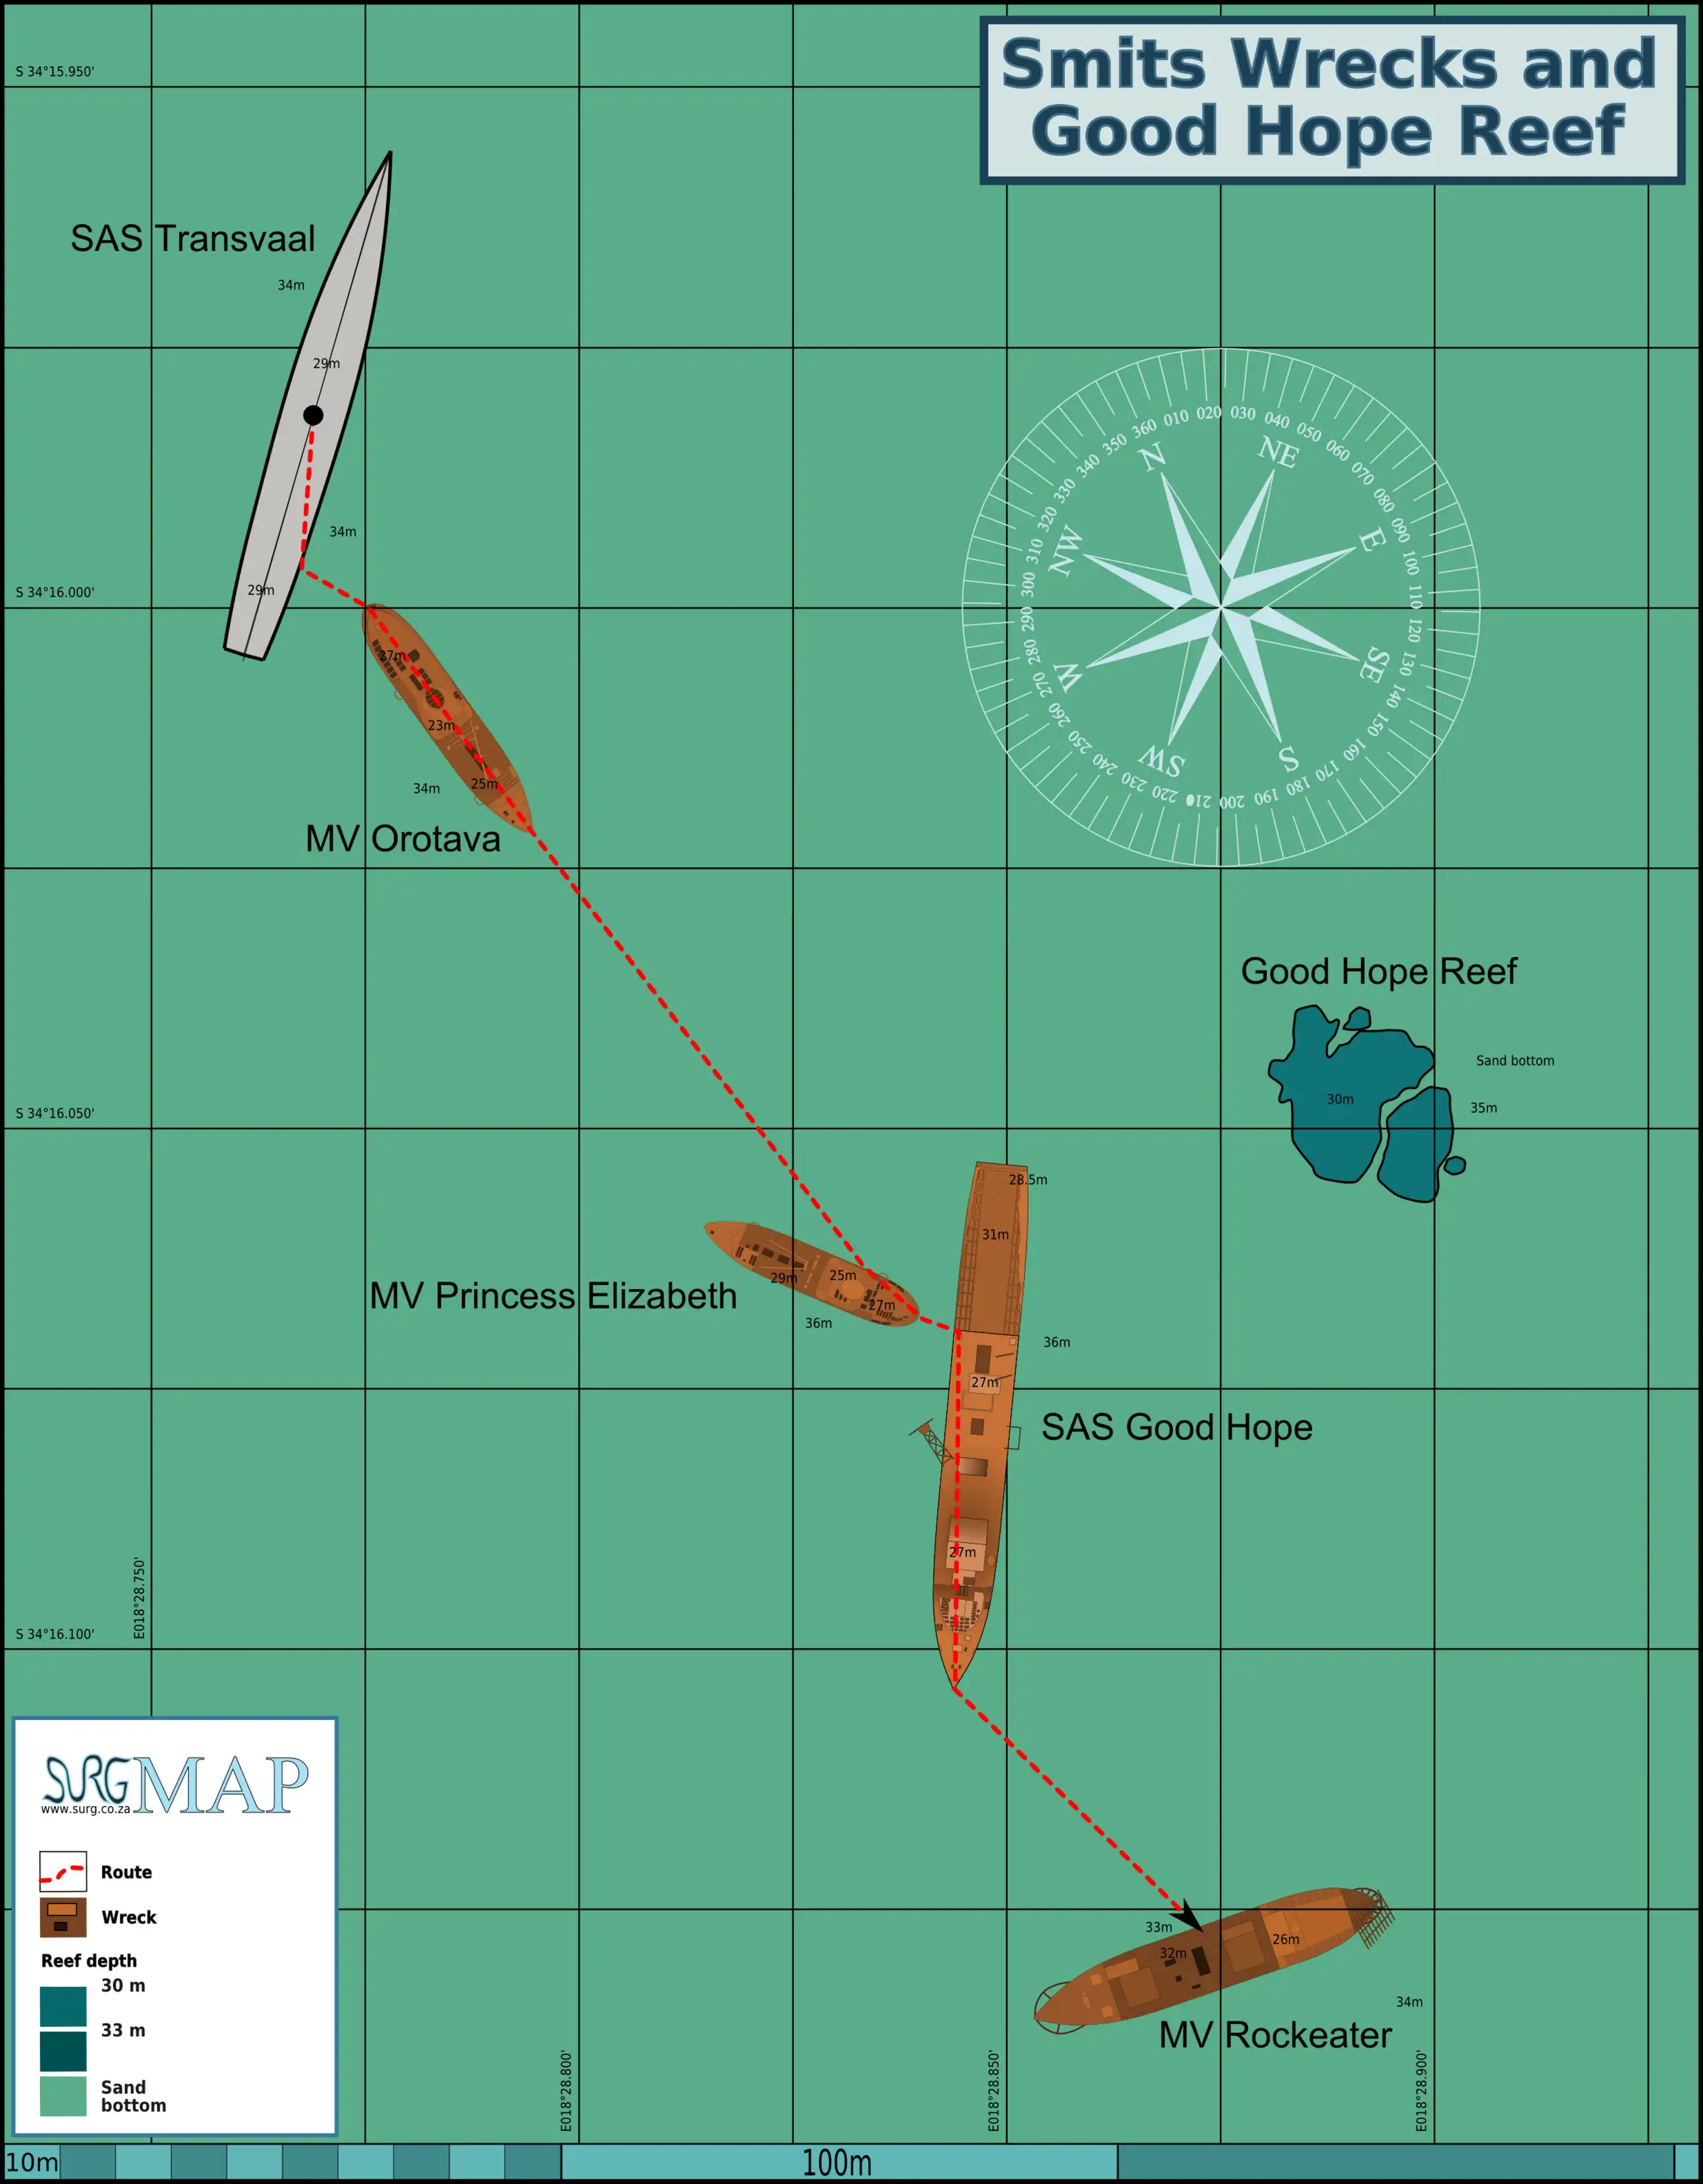 Smits Wrecks and
Good Hope Reef
S 34°15.950'
SAS Transvaal
34m
29m
34m
29m
S 34°16.000'
27m
23m
25m
34m
MV Orotava
N
NE
E
SE
S
SW
W
NW
360
010
020
030
040
050
060
070
080
090
100
110
120
130
140
150
160
170
180
190
200
210
220
230
240
250
260
270
280
290
300
310
320
330
340
350
Good Hope Reef
Sand bottom
30m
35m
S 34°16.050'
28.5m
31m
MV Princess Elizabeth
29m
25m
27m
36m
36m
27m
SAS Good Hope
27m
E018°28.750'
S 34°16.100'
33m
32m
26m
34m
MV Rockeater
E018°28.800'
E018°28.850'
E018°28.900'
SURG MAP
www.surg.co.za
Route
Wreck
Reef depth
30 m
33 m
Sand
bottom
10m
100m